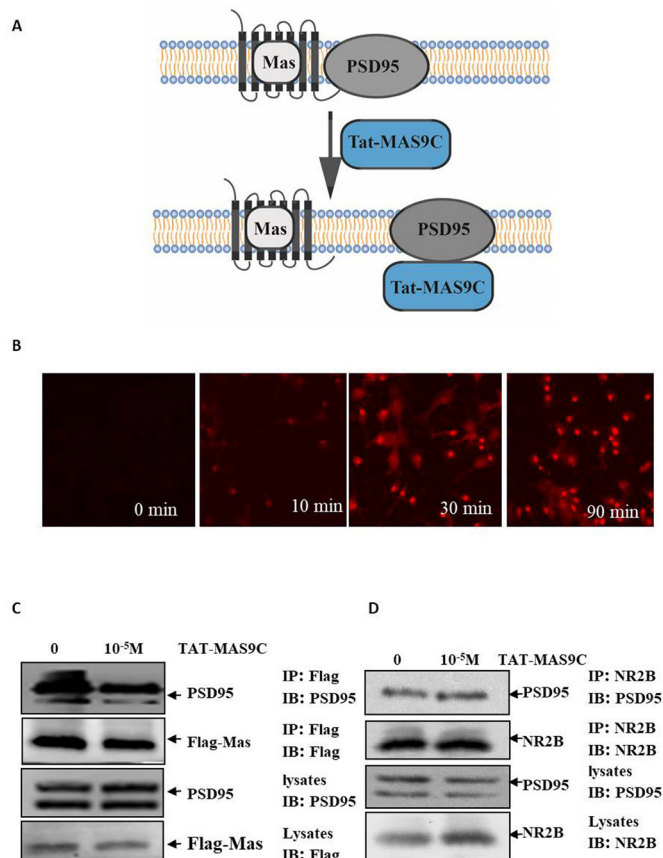 A
Mas
PSD95
Tat-MAS9C
Mas
PSD95
Tat-MAS9C
B
0 min
10 min
30 min
90 min
C
0 10⁻⁵M TAT-MAS9C
PSD95
IP: Flag
IB: PSD95
Flag-Mas
IP: Flag
IB: Flag
PSD95
lysates
IB: PSD95
Flag-Mas
Lysates
IB: Flag
D
0 10⁻⁵M TAT-MAS9C
PSD95
IP: NR2B
IB: PSD95
NR2B
IP: NR2B
IB: NR2B
PSD95
lysates
IB: PSD95
NR2B
Lysates
IB: NR2B